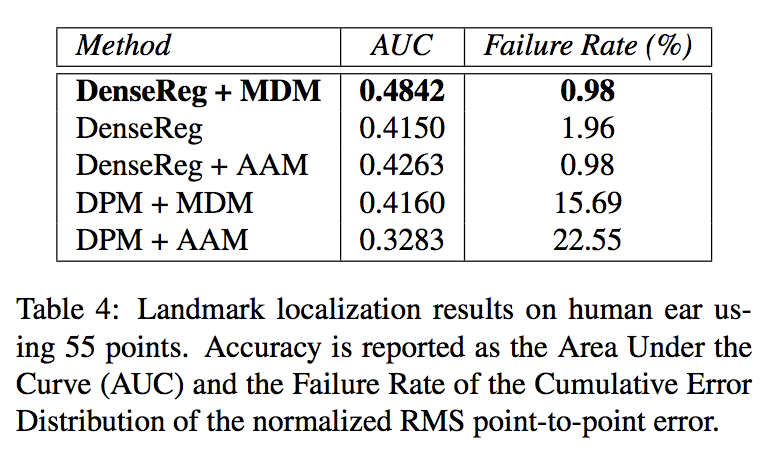 Method AUC Failure Rate (%)
DenseReg + MDM 0.4842 0.98
DenseReg 0.4150 1.96
DenseReg + AAM 0.4263 0.98
DPM + MDM 0.4160 15.69
DPM + AAM 0.3283 22.55
Table 4: Landmark localization results on human ear us-
ing 55 points. Accuracy is reported as the Area Under the
Curve (AUC) and the Failure Rate of the Cumulative Error
Distribution of the normalized RMS point-to-point error.